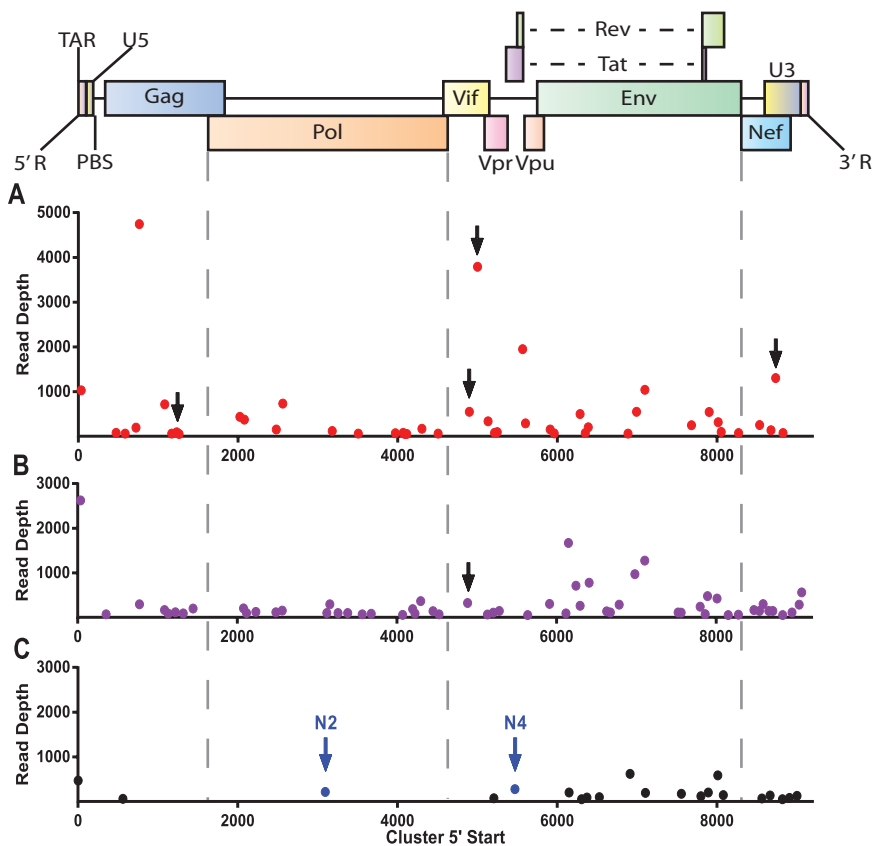 TAR U5 Rev
Tat U3
Gag Vif Env
Pol Nef
5' R PBS Vpr Vpu 3' R
A
5000
4000
3000
2000
1000
Read Depth
0 2000 4000 6000 8000
B
3000
2000
1000
Read Depth
0 2000 4000 6000 8000
C
3000
2000
1000
Read Depth
N2 N4
0 2000 4000 6000 8000
Cluster 5' Start